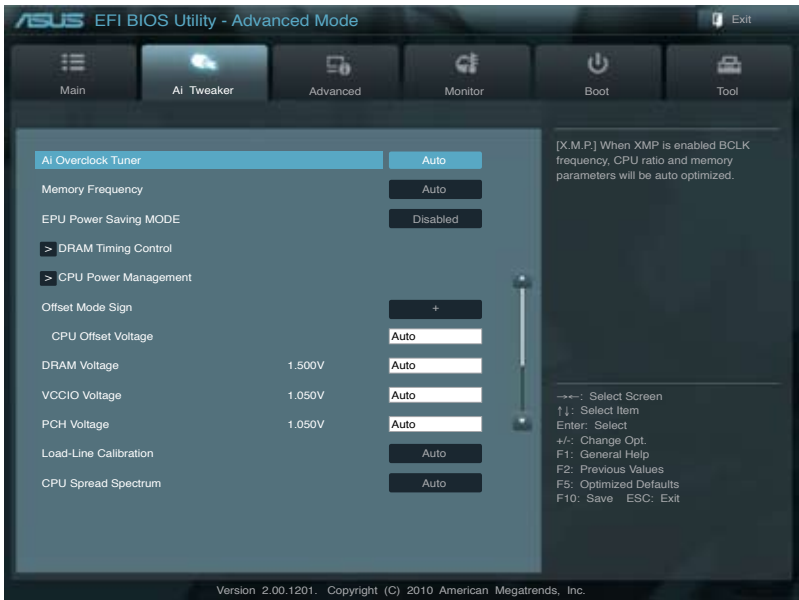 ASUS EFI BIOS Utility - Advanced Mode
Exit
Main
Ai Tweaker
Advanced
Monitor
Boot
Tool
Ai Overclock Tuner Auto
Memory Frequency Auto
EPU Power Saving MODE Disabled
> DRAM Timing Control
> CPU Power Management
Offset Mode Sign +
CPU Offset Voltage Auto
DRAM Voltage 1.500V Auto
VCCIO Voltage 1.050V Auto
PCH Voltage 1.050V Auto
Load-Line Calibration Auto
CPU Spread Spectrum Auto
[X.M.P.] When XMP is enabled BCLK
frequency, CPU ratio and memory
parameters will be auto optimized.
→←: Select Screen
↑↓: Select Item
Enter: Select
+/-: Change Opt.
F1: General Help
F2: Previous Values
F5: Optimized Defaults
F10: Save ESC: Exit
Version 2.00.1201. Copyright (C) 2010 American Megatrends, Inc.